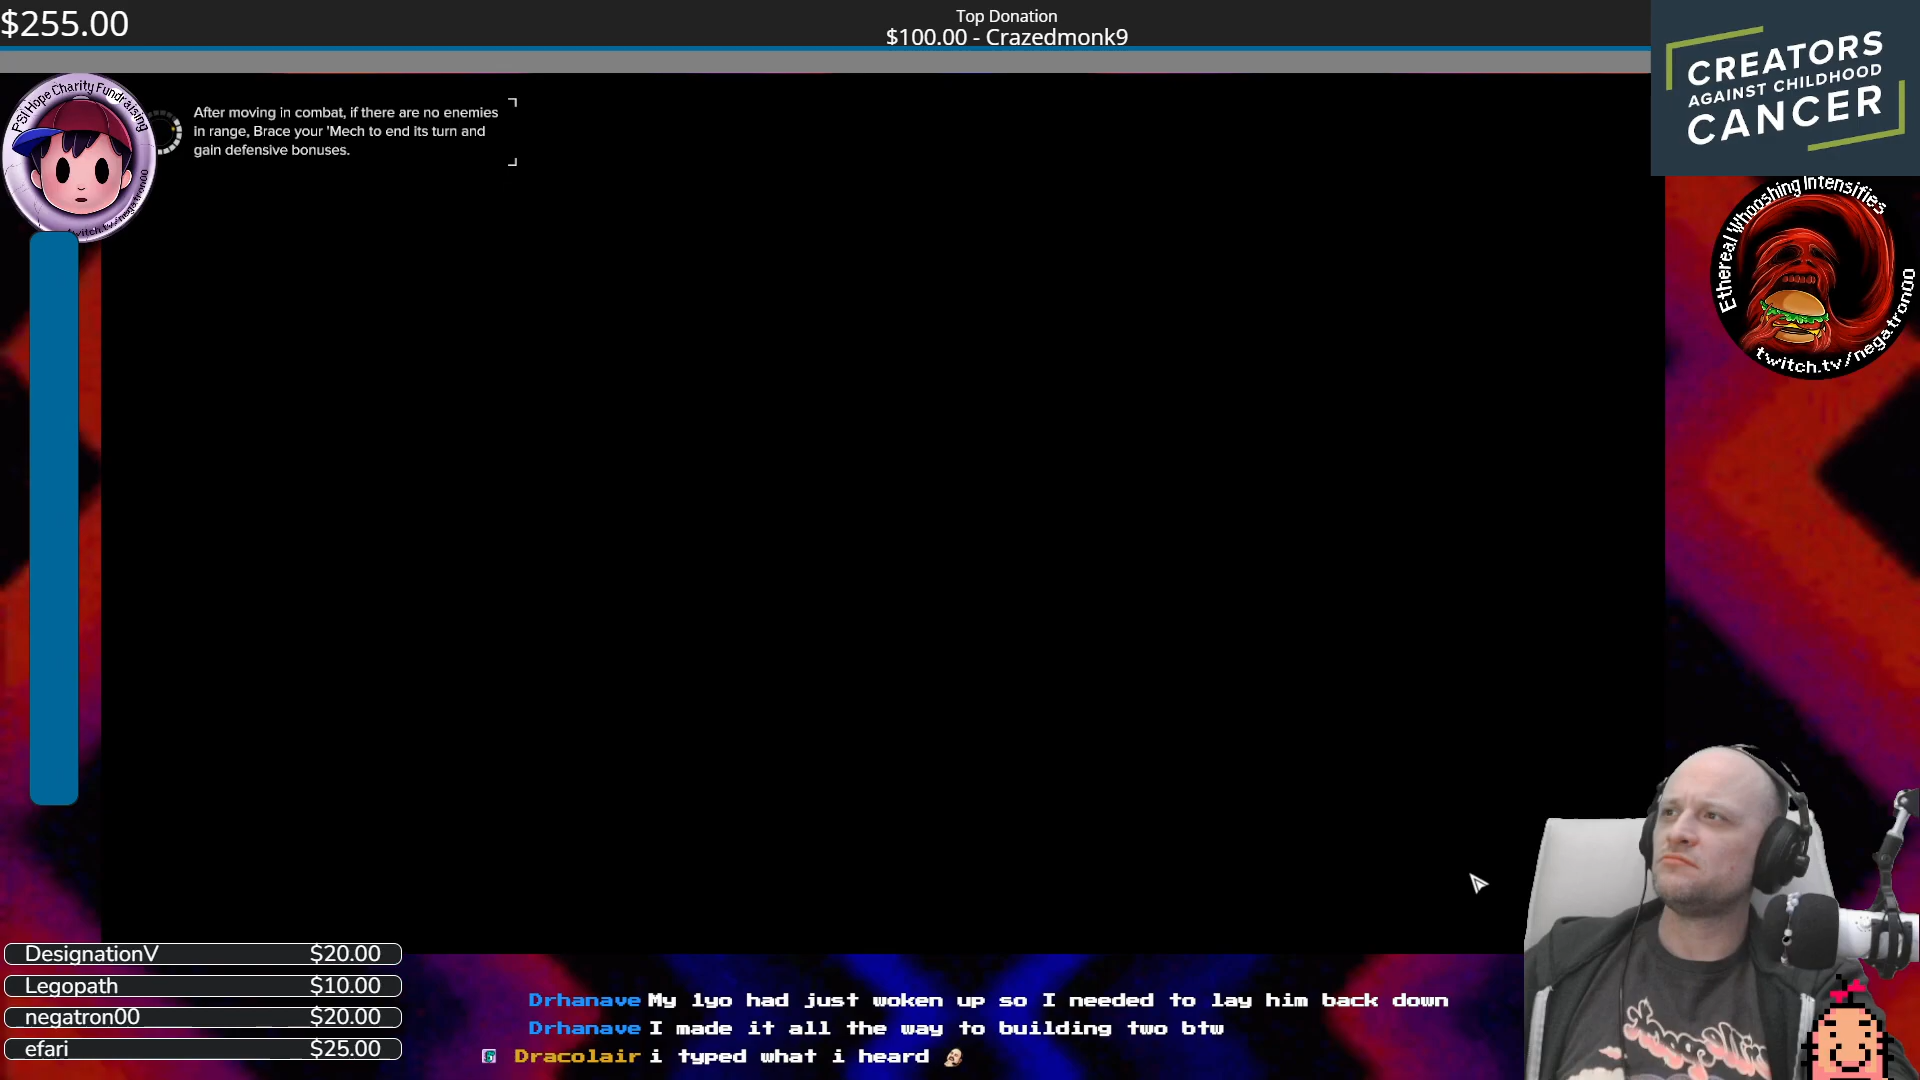 $255.00
Top Donation
$100.00 - Crazedmonk9
CREATORS
AGAINST CHILDHOOD
CANCER
PSI Hope Charity Fundraising
twitch.tv/negatron00
After moving in combat, if there are no enemies
in range, Brace your 'Mech to end its turn and
gain defensive bonuses.
Ethereal Whooshing Intensifies
twitch.tv/negatron00
DesignationV $20.00
Legopath $10.00
negatron00 $20.00
efari $25.00
Drhanave My 1yo had just woken up so I needed to lay him back down
Drhanave I made it all the way to building two btw
Dracolair i typed what i heard